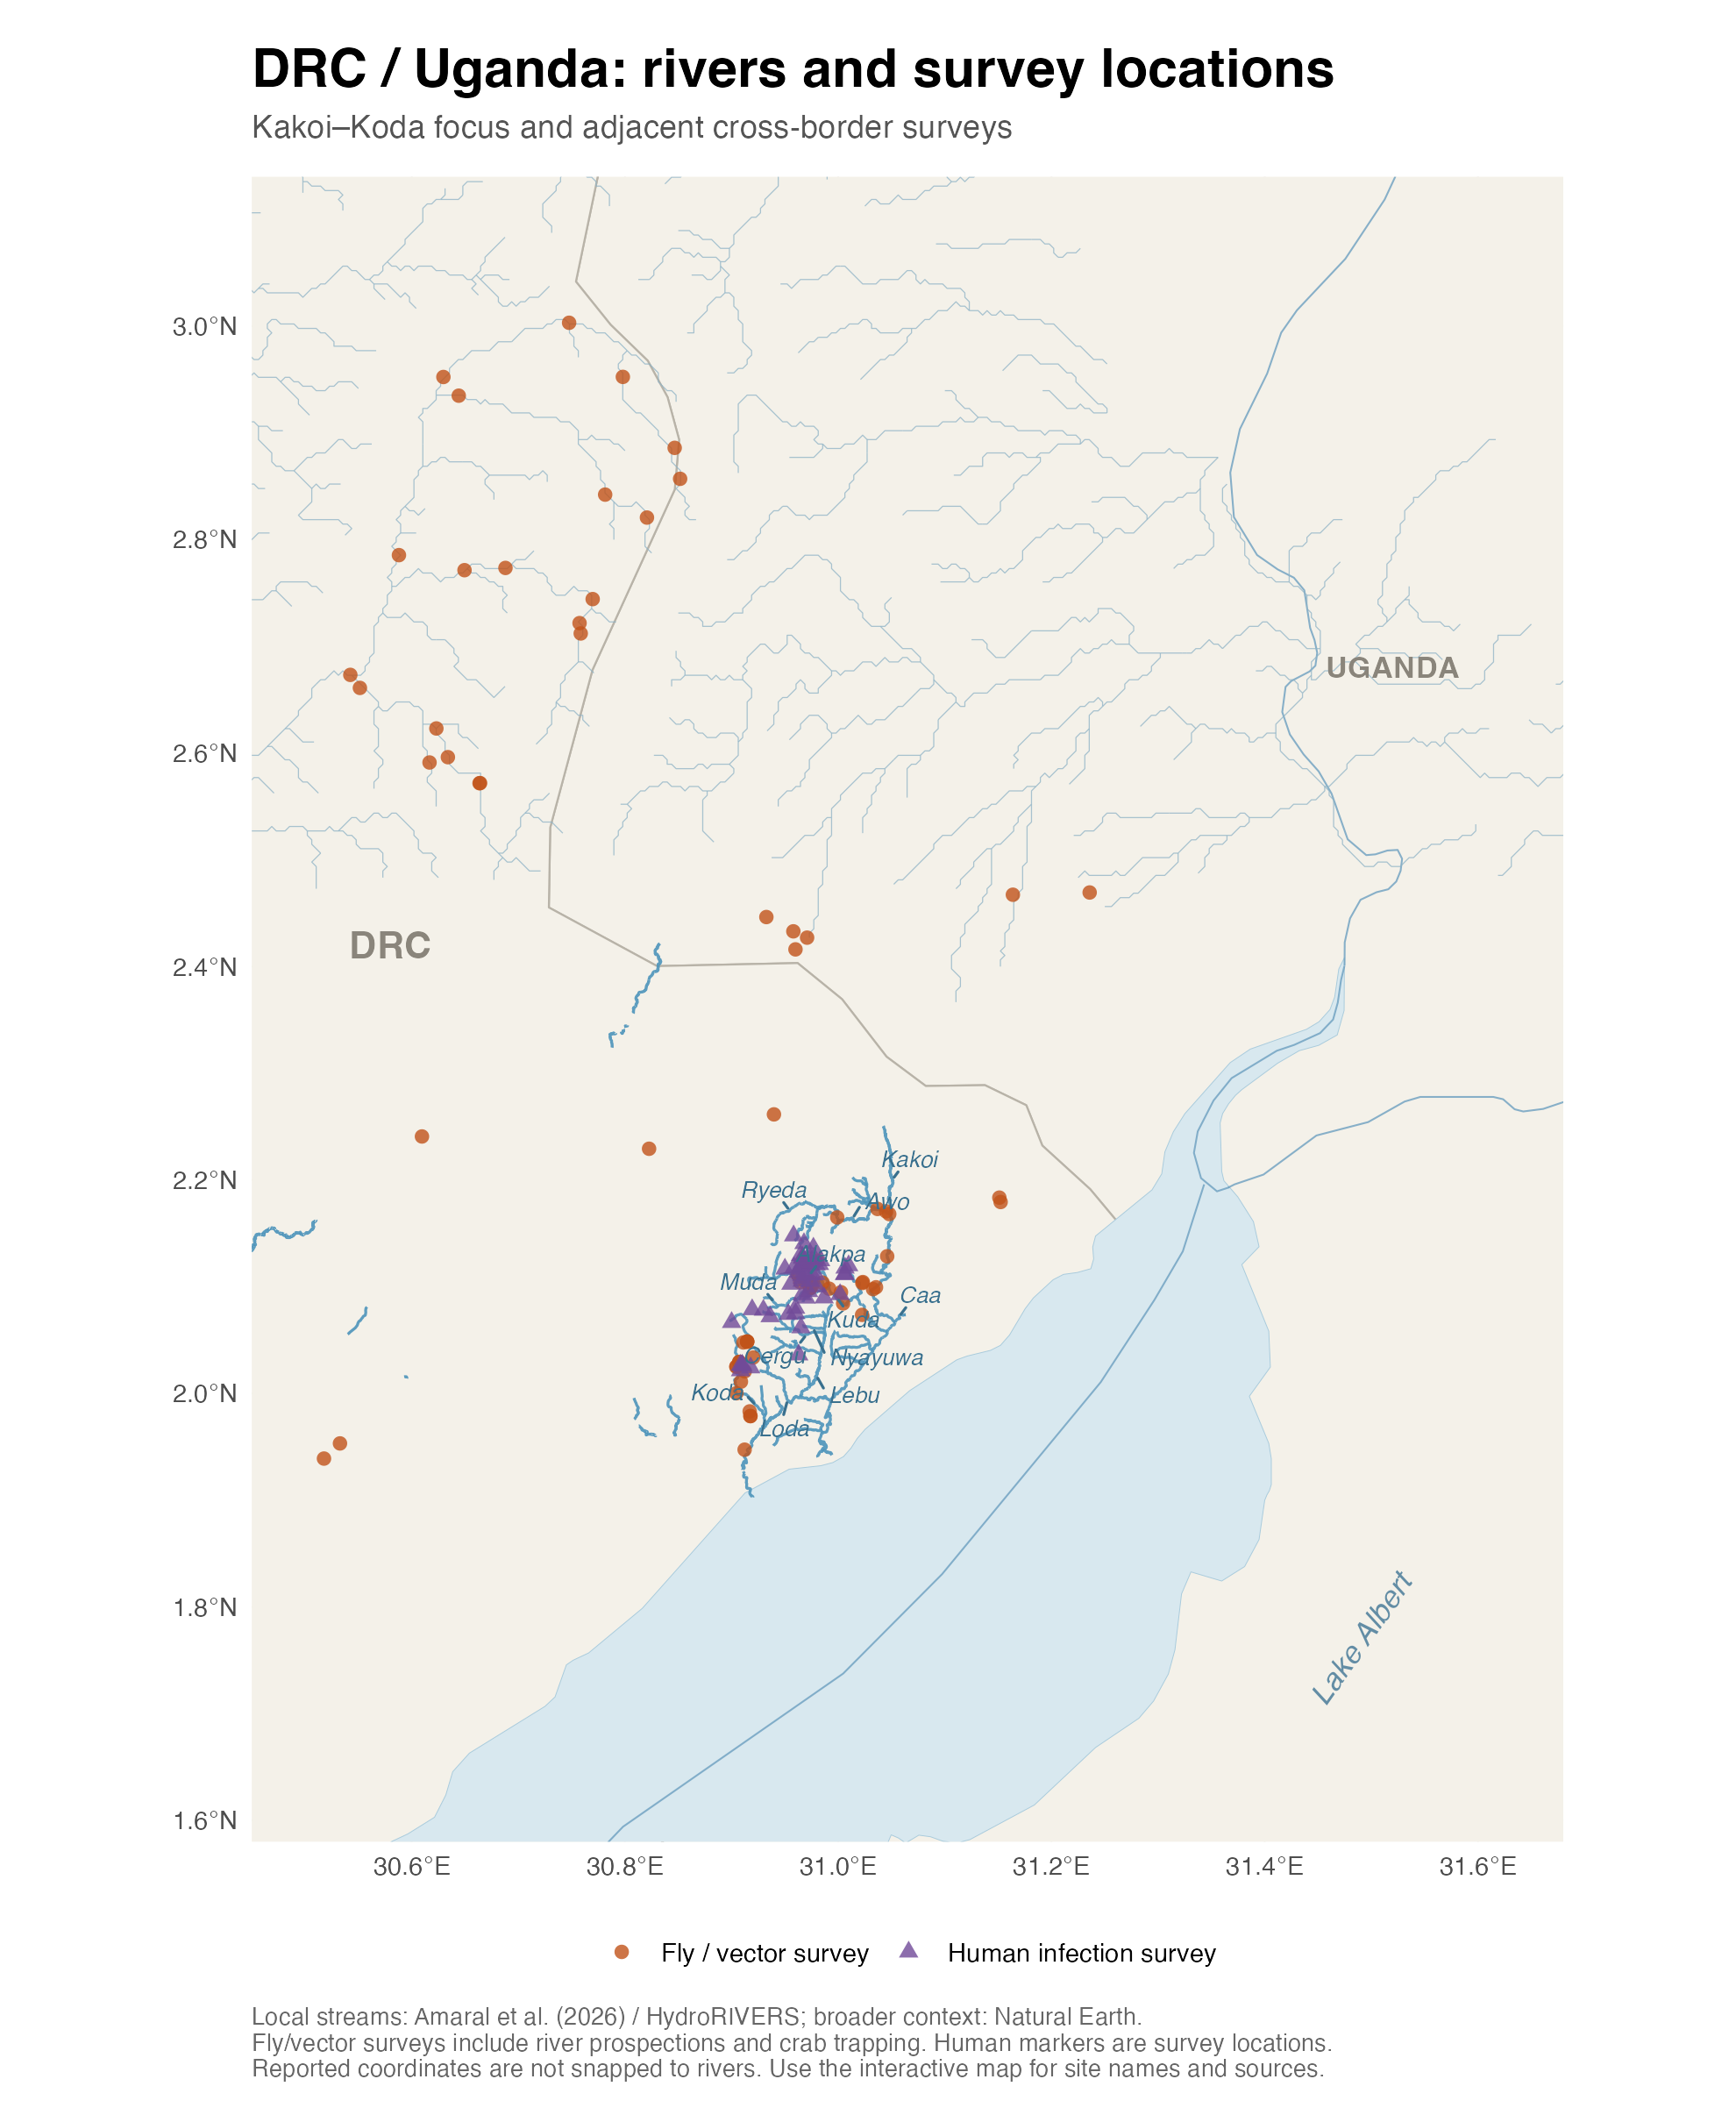 DRC / Uganda: rivers and survey locations
Kakoi–Koda focus and adjacent cross-border surveys
3.0°N
2.8°N
UGANDA
2.6°N
DRC
2.4°N
Kakoi
2.2°N
Ryeda
Awo
Muda
Caa
Kuda
Nyayuwa
2.0°N
Koda
Lebu
Loda
1.8°N
Lake Albert
1.6°N
30.6°E 30.8°E 31.0°E 31.2°E 31.4°E 31.6°E
Fly / vector survey Human infection survey
Local streams: Amaral et al. (2026) / HydroRIVERS; broader context: Natural Earth.
Fly/vector surveys include river prospections and crab trapping. Human markers are survey locations.
Reported coordinates are not snapped to rivers. Use the interactive map for site names and sources.